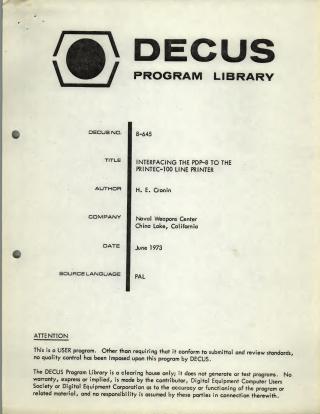 DECUS
PROGRAM LIBRARY
DECUS NO. 8-645
TITLE INTERFACING THE PDP-8 TO THE
PRINTEC-100 LINE PRINTER
AUTHOR H. E. Cronin
COMPANY Naval Weapons Center
China Lake, California
DATE June 1973
SOURCE LANGUAGE PAL
ATTENTION
This is a USER program. Other than requiring that it conform to submittal and review standards,
no quality control has been imposed upon this program by DECUS.
The DECUS Program Library is a clearing house only; it does not generate or test programs. No
warranty, express or implied, is made by the contributor, Digital Equipment Computer Users
Society or Digital Equipment Corporation as to the accuracy or functioning of the program or
related material, and no responsibility is assumed by these parties in connection therewith.